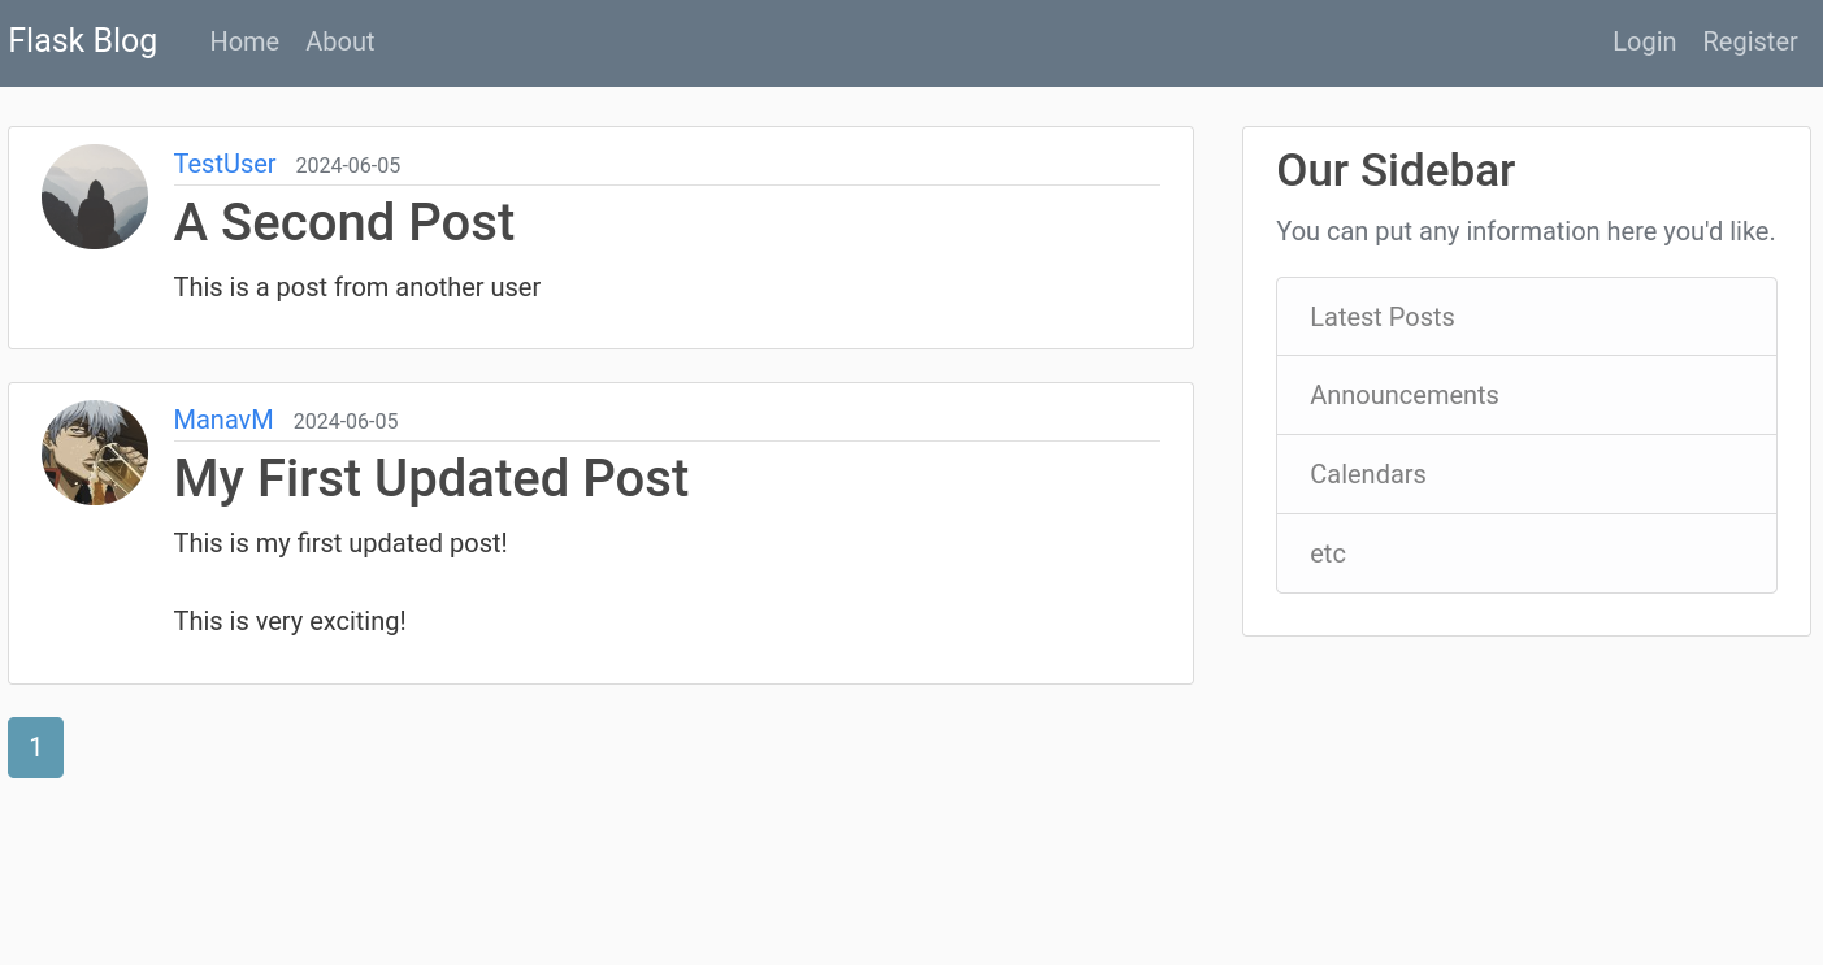 Flask Blog Home About Login Register
TestUser 2024-06-05
A Second Post
This is a post from another user
ManavM 2024-06-05
My First Updated Post
This is my first updated post!
This is very exciting!
1
Our Sidebar
You can put any information here you'd like.
Latest Posts
Announcements
Calendars
etc